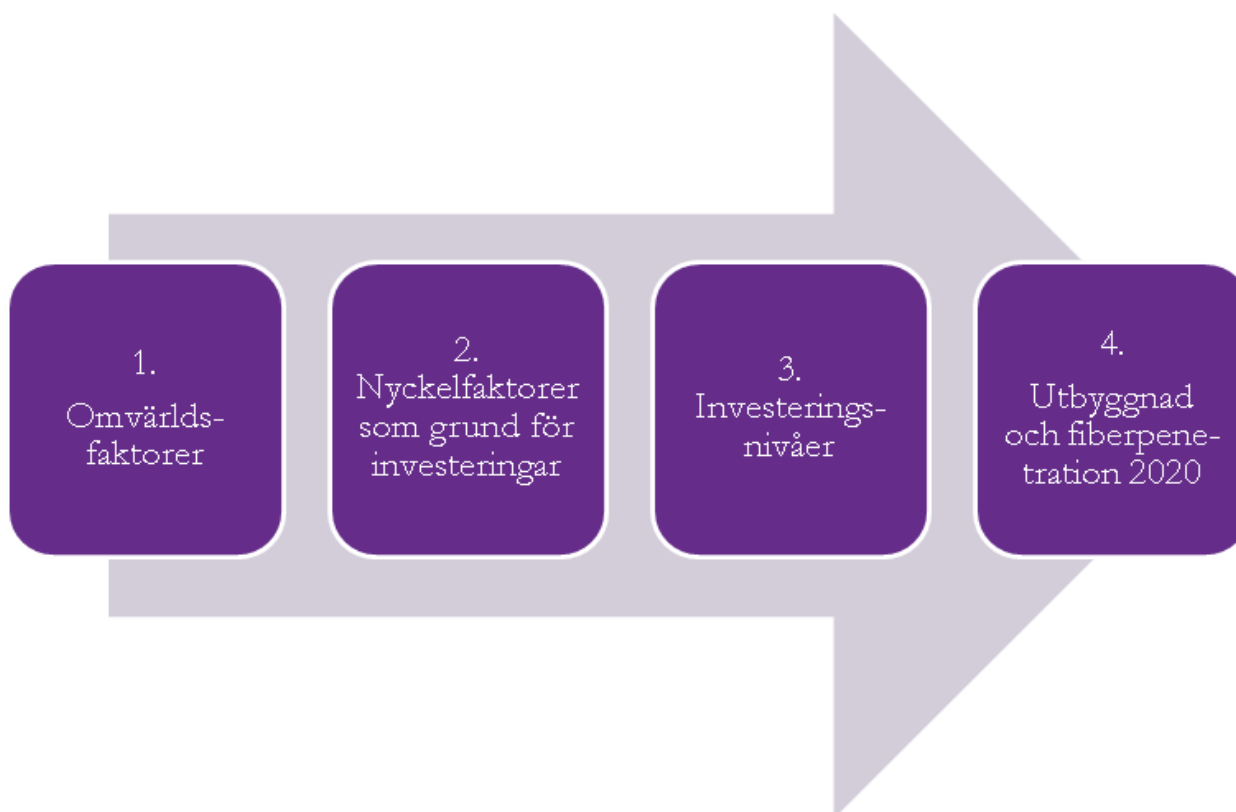 1.
Omvärlds-
faktorer
2.
Nyckelfaktorer
som grund för
investeringar
3.
Investerings-
nivåer
4.
Utbyggnad
och fiberpene-
tration 2020